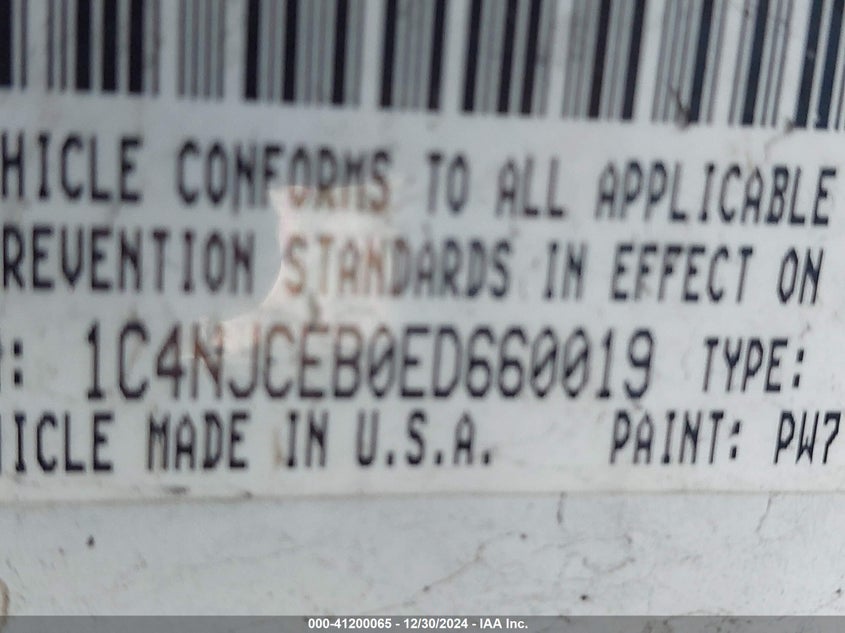 HICLE CONFORMS TO ALL APPLICABLE
REVENTION STANDARDS IN EFFECT ON
: 1C4NJCEB0ED660019 TYPE:
ICLE MADE IN U.S.A. PAINT: PW7
000-41200065 - 12/30/2024 - IAA Inc.